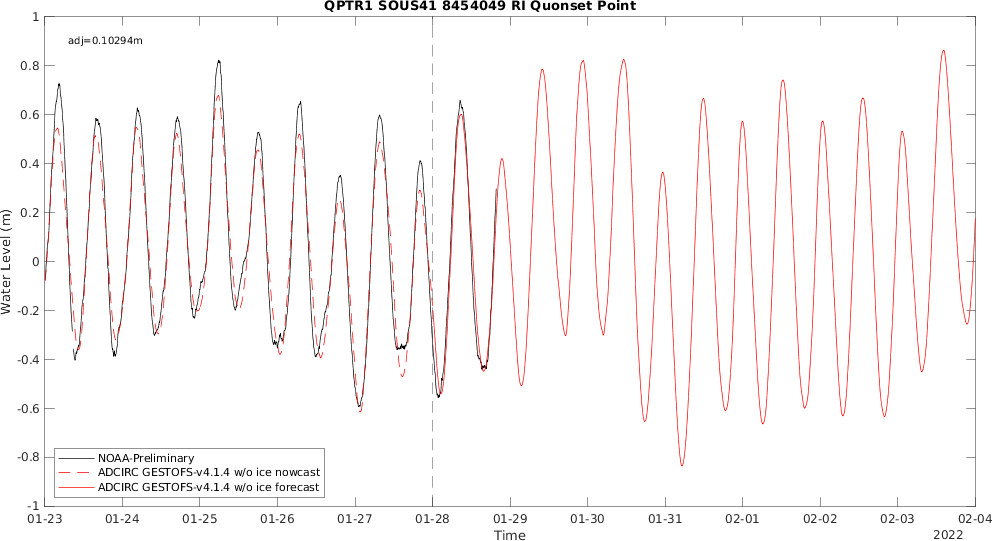 QPTR1 SOUS41 8454049 RI Quonset Point
adj=0.10294m
1
0.8
0.6
0.4
0.2
0
-0.2
-0.4
-0.6
-0.8
-1
Water Level (m)
NOAA-Preliminary
ADCIRC GESTOFS-v4.1.4 w/o ice nowcast
ADCIRC GESTOFS-v4.1.4 w/o ice forecast
01-23 01-24 01-25 01-26 01-27 01-28 01-29 01-30 01-31 02-01 02-02 02-03 02-04
Time
2022